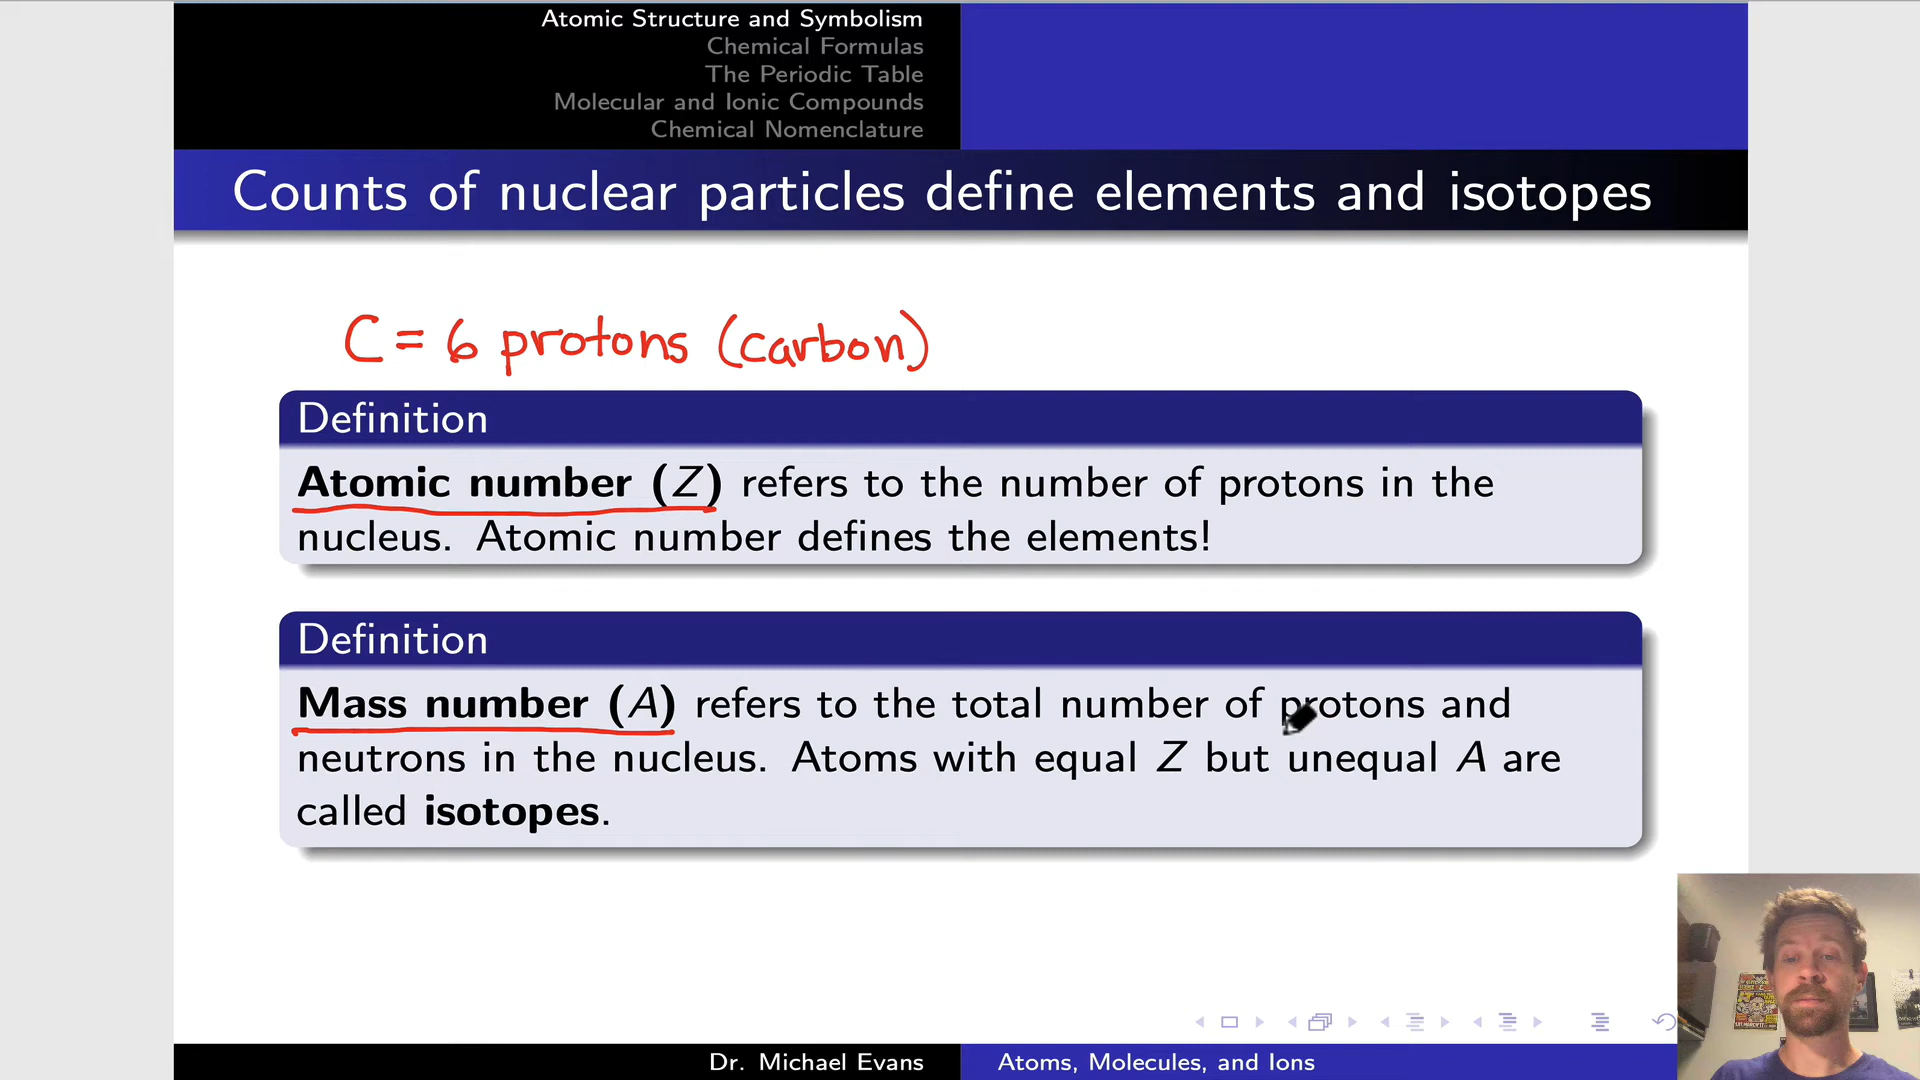 Atomic Structure and Symbolism
Chemical Formulas
The Periodic Table
Molecular and Ionic Compounds
Chemical Nomenclature
Counts of nuclear particles define elements and isotopes
C = 6 protons (carbon)
Definition
Atomic number (Z) refers to the number of protons in the
nucleus. Atomic number defines the elements!
Definition
Mass number (A) refers to the total number of protons and
neutrons in the nucleus. Atoms with equal Z but unequal A are
called isotopes.
Dr. Michael Evans
Atoms, Molecules, and Ions